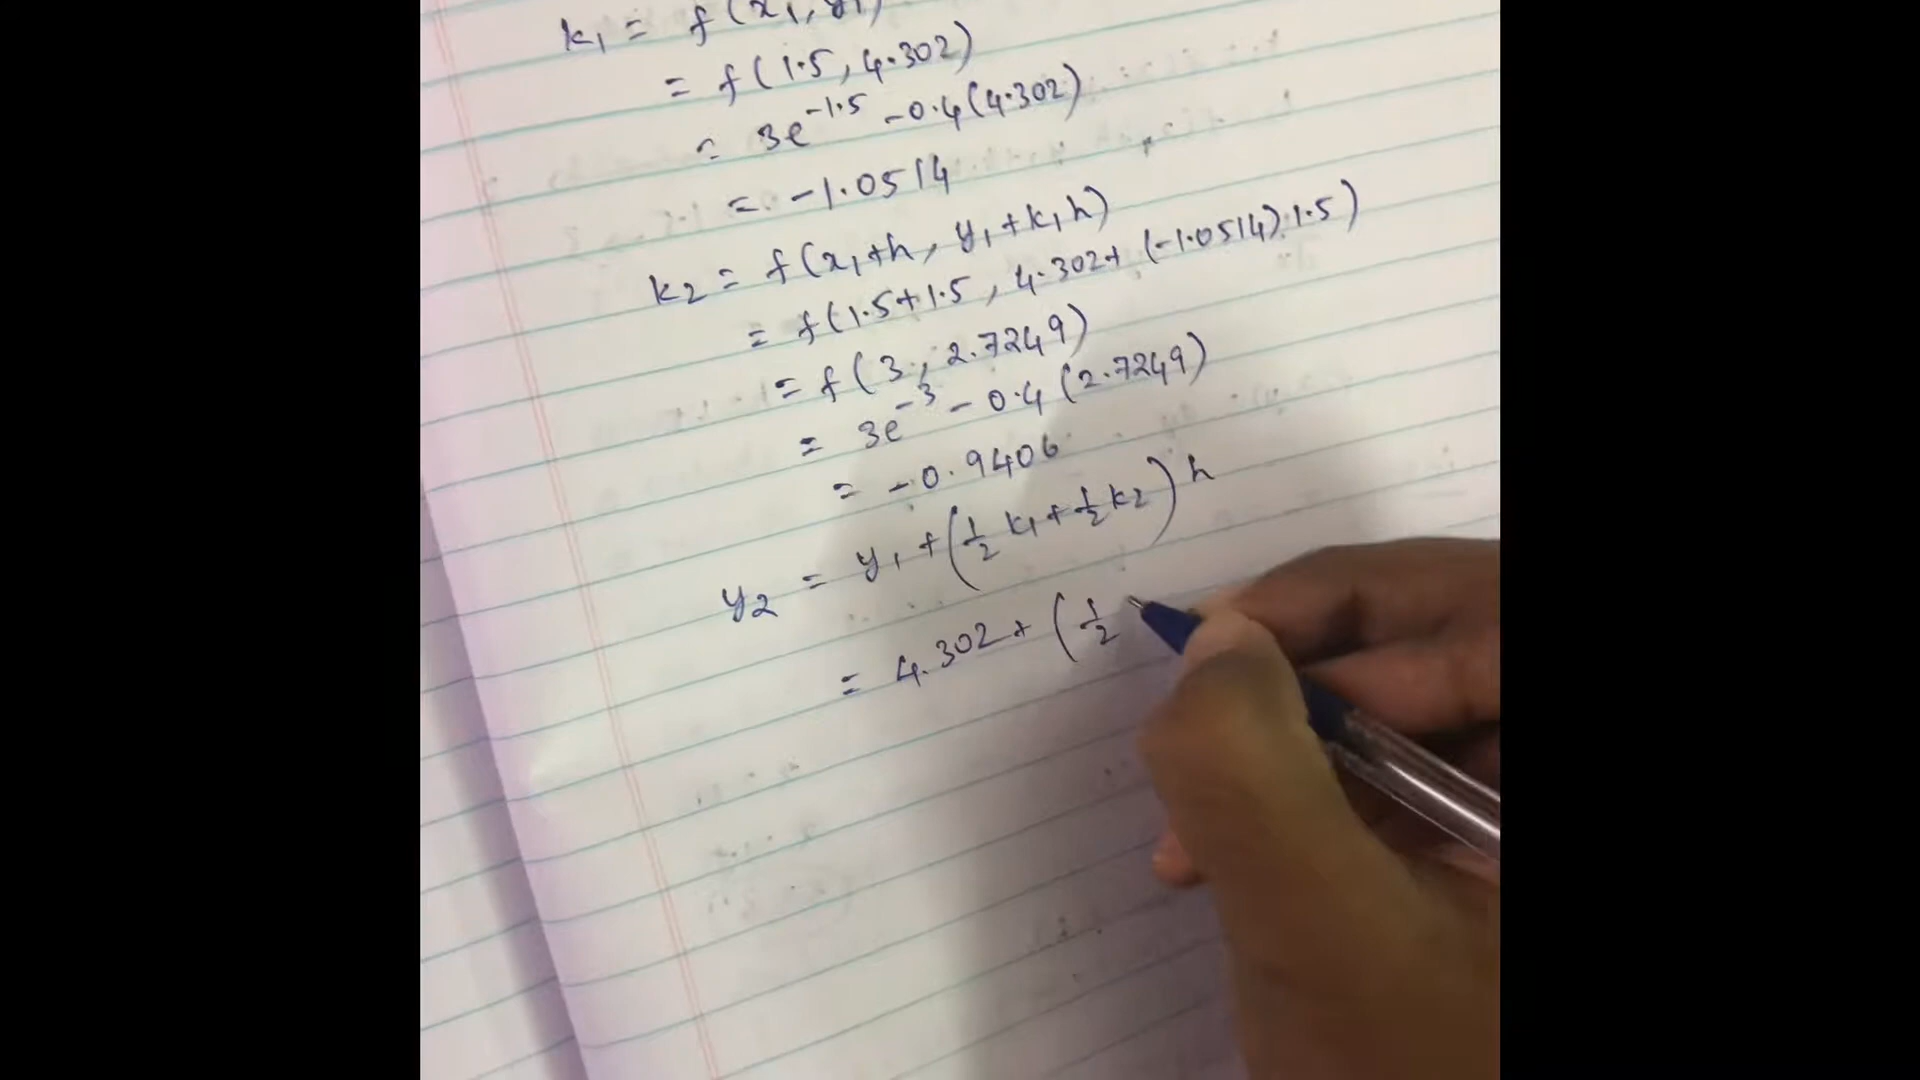 k₁ = f(x₁, y₁)
= f(1.5, 4.302)
= 3e^-1.5 - 0.4(4.302)
= -1.0514
k₂ = f(x₁+h, y₁+k₁h)
= f(1.5+1.5, 4.302+(-1.0514)1.5)
= f(3, 2.7249)
= 3e^-3 - 0.4(2.7249)
= -0.9406
y₂ = y₁+(1/2 k₁+1/2 k₂)h
= 4.302+(1/2